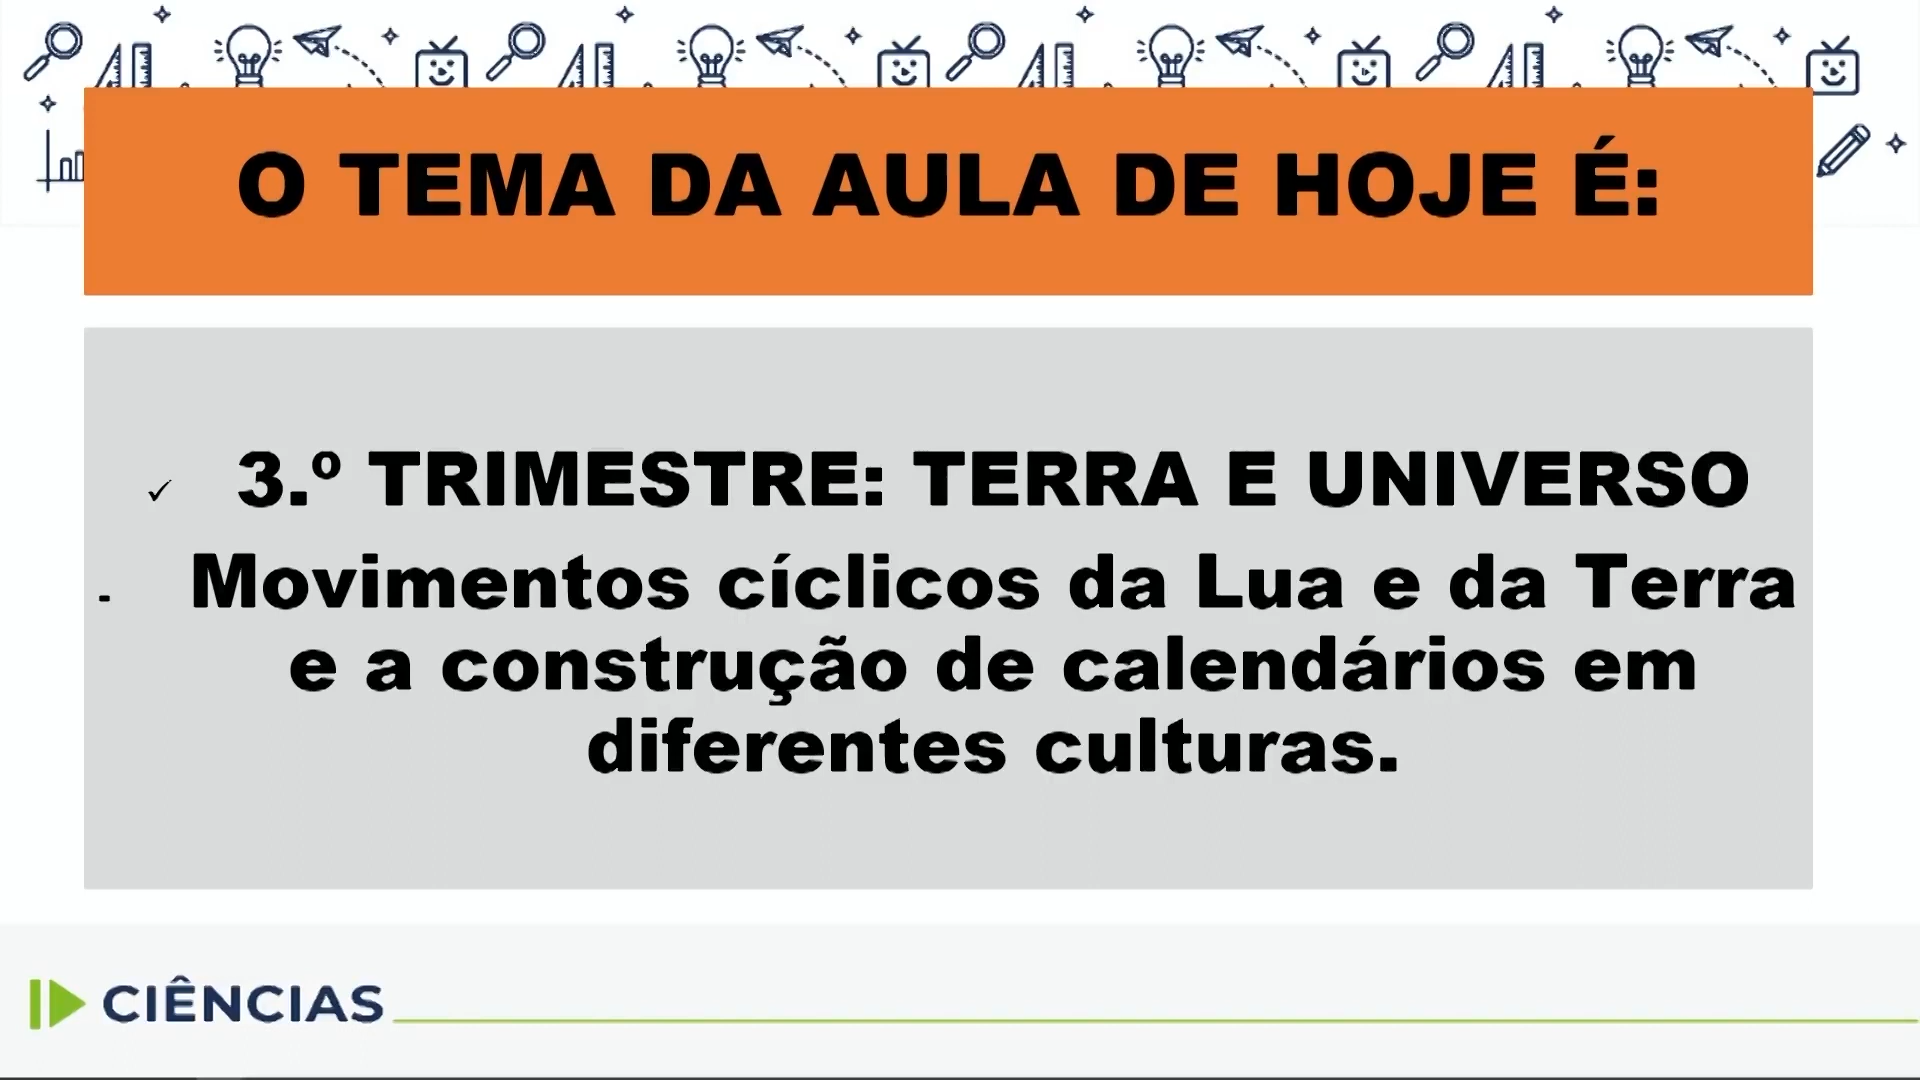 O TEMA DA AULA DE HOJE É:
✓ 3.º TRIMESTRE: TERRA E UNIVERSO
- Movimentos cíclicos da Lua e da Terra
e a construção de calendários em
diferentes culturas.
CIÊNCIAS